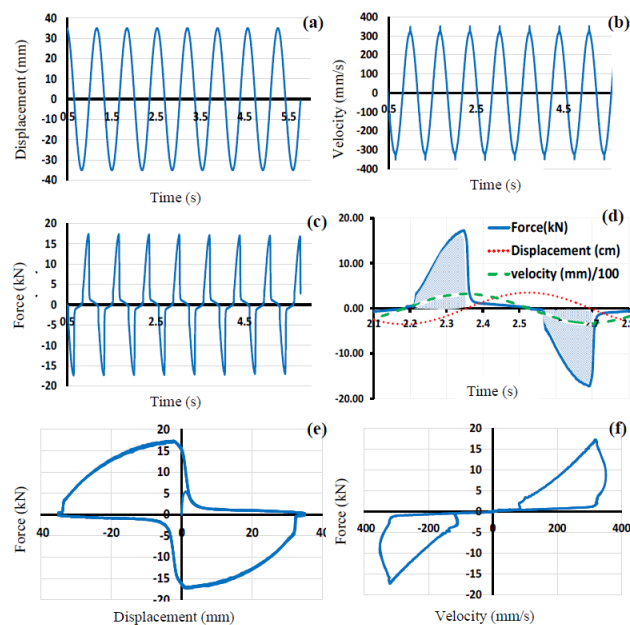 (a)
Displacement (mm)
40
30
20
10
0
-10
-20
-30
-40
0.5 1.5 2.5 3.5 4.5 5.5
Time (s)
(b)
Velocity (mm/s)
400
300
200
100
0
-100
-200
-300
-400
0.5 2.5 4.5
Time (s)
(c)
Force (kN)
20
15
10
5
0
-5
-10
-15
-20
0.5 2.5 4.5
Time (s)
(d)
20.00
10.00
0.00
-10.00
-20.00
Force(kN)
Displacement (cm)
velocity (mm)/100
2.1 2.2 2.3 2.4 2.5
Time (s)
(e)
Force (kN)
20
15
10
5
0
-5
-10
-15
-20
40 20 0 20 40
Displacement (mm)
(f)
Force (kN)
20
15
10
5
0
-5
-10
-15
-20
400 -200 0 200 400
Velocity (mm/s)